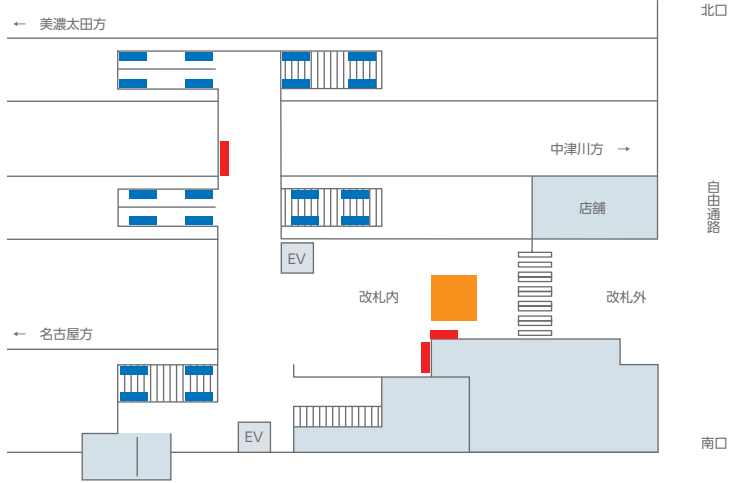 北口
← 美濃太田方
中津川方 →
自由通路
店舗
EV
改札内
改札外
← 名古屋方
EV
南口